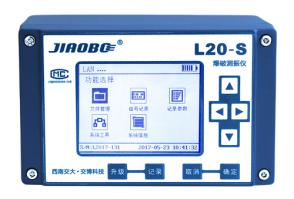 JIAOBO®
L20-S
爆破测振仪
LAN
功能选择
MC
文件管理 信号记录 记录参数
系统工具 系统信息
S/N:L2017-131 2017-05-23 10:41:32
西南交大·交博科技
升级 记录 取消 确定